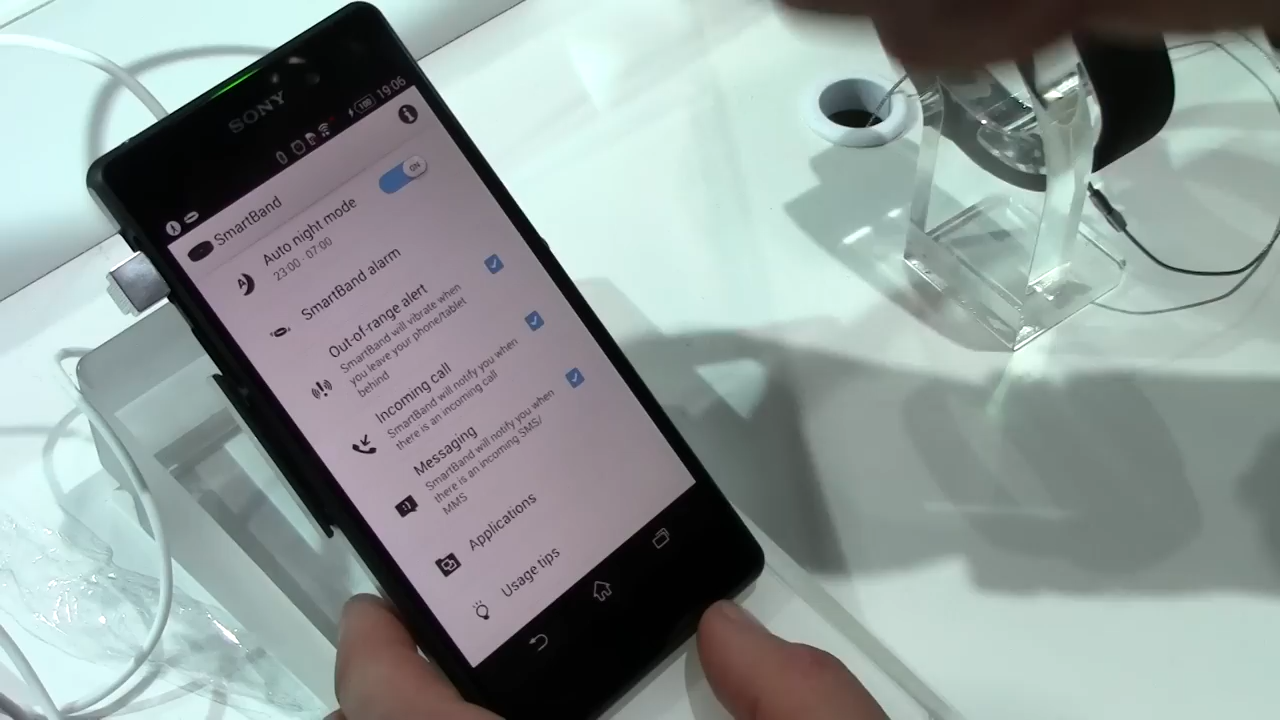 SONY
100 19:06
SmartBand
ON
Auto night mode
23:00 - 07:00
SmartBand alarm
Out-of-range alert
SmartBand will vibrate when
you leave your phone/tablet
behind
Incoming call
SmartBand will notify you when
there is an incoming call
Messaging
SmartBand will notify you when
there is an incoming SMS/
MMS
Applications
Usage tips